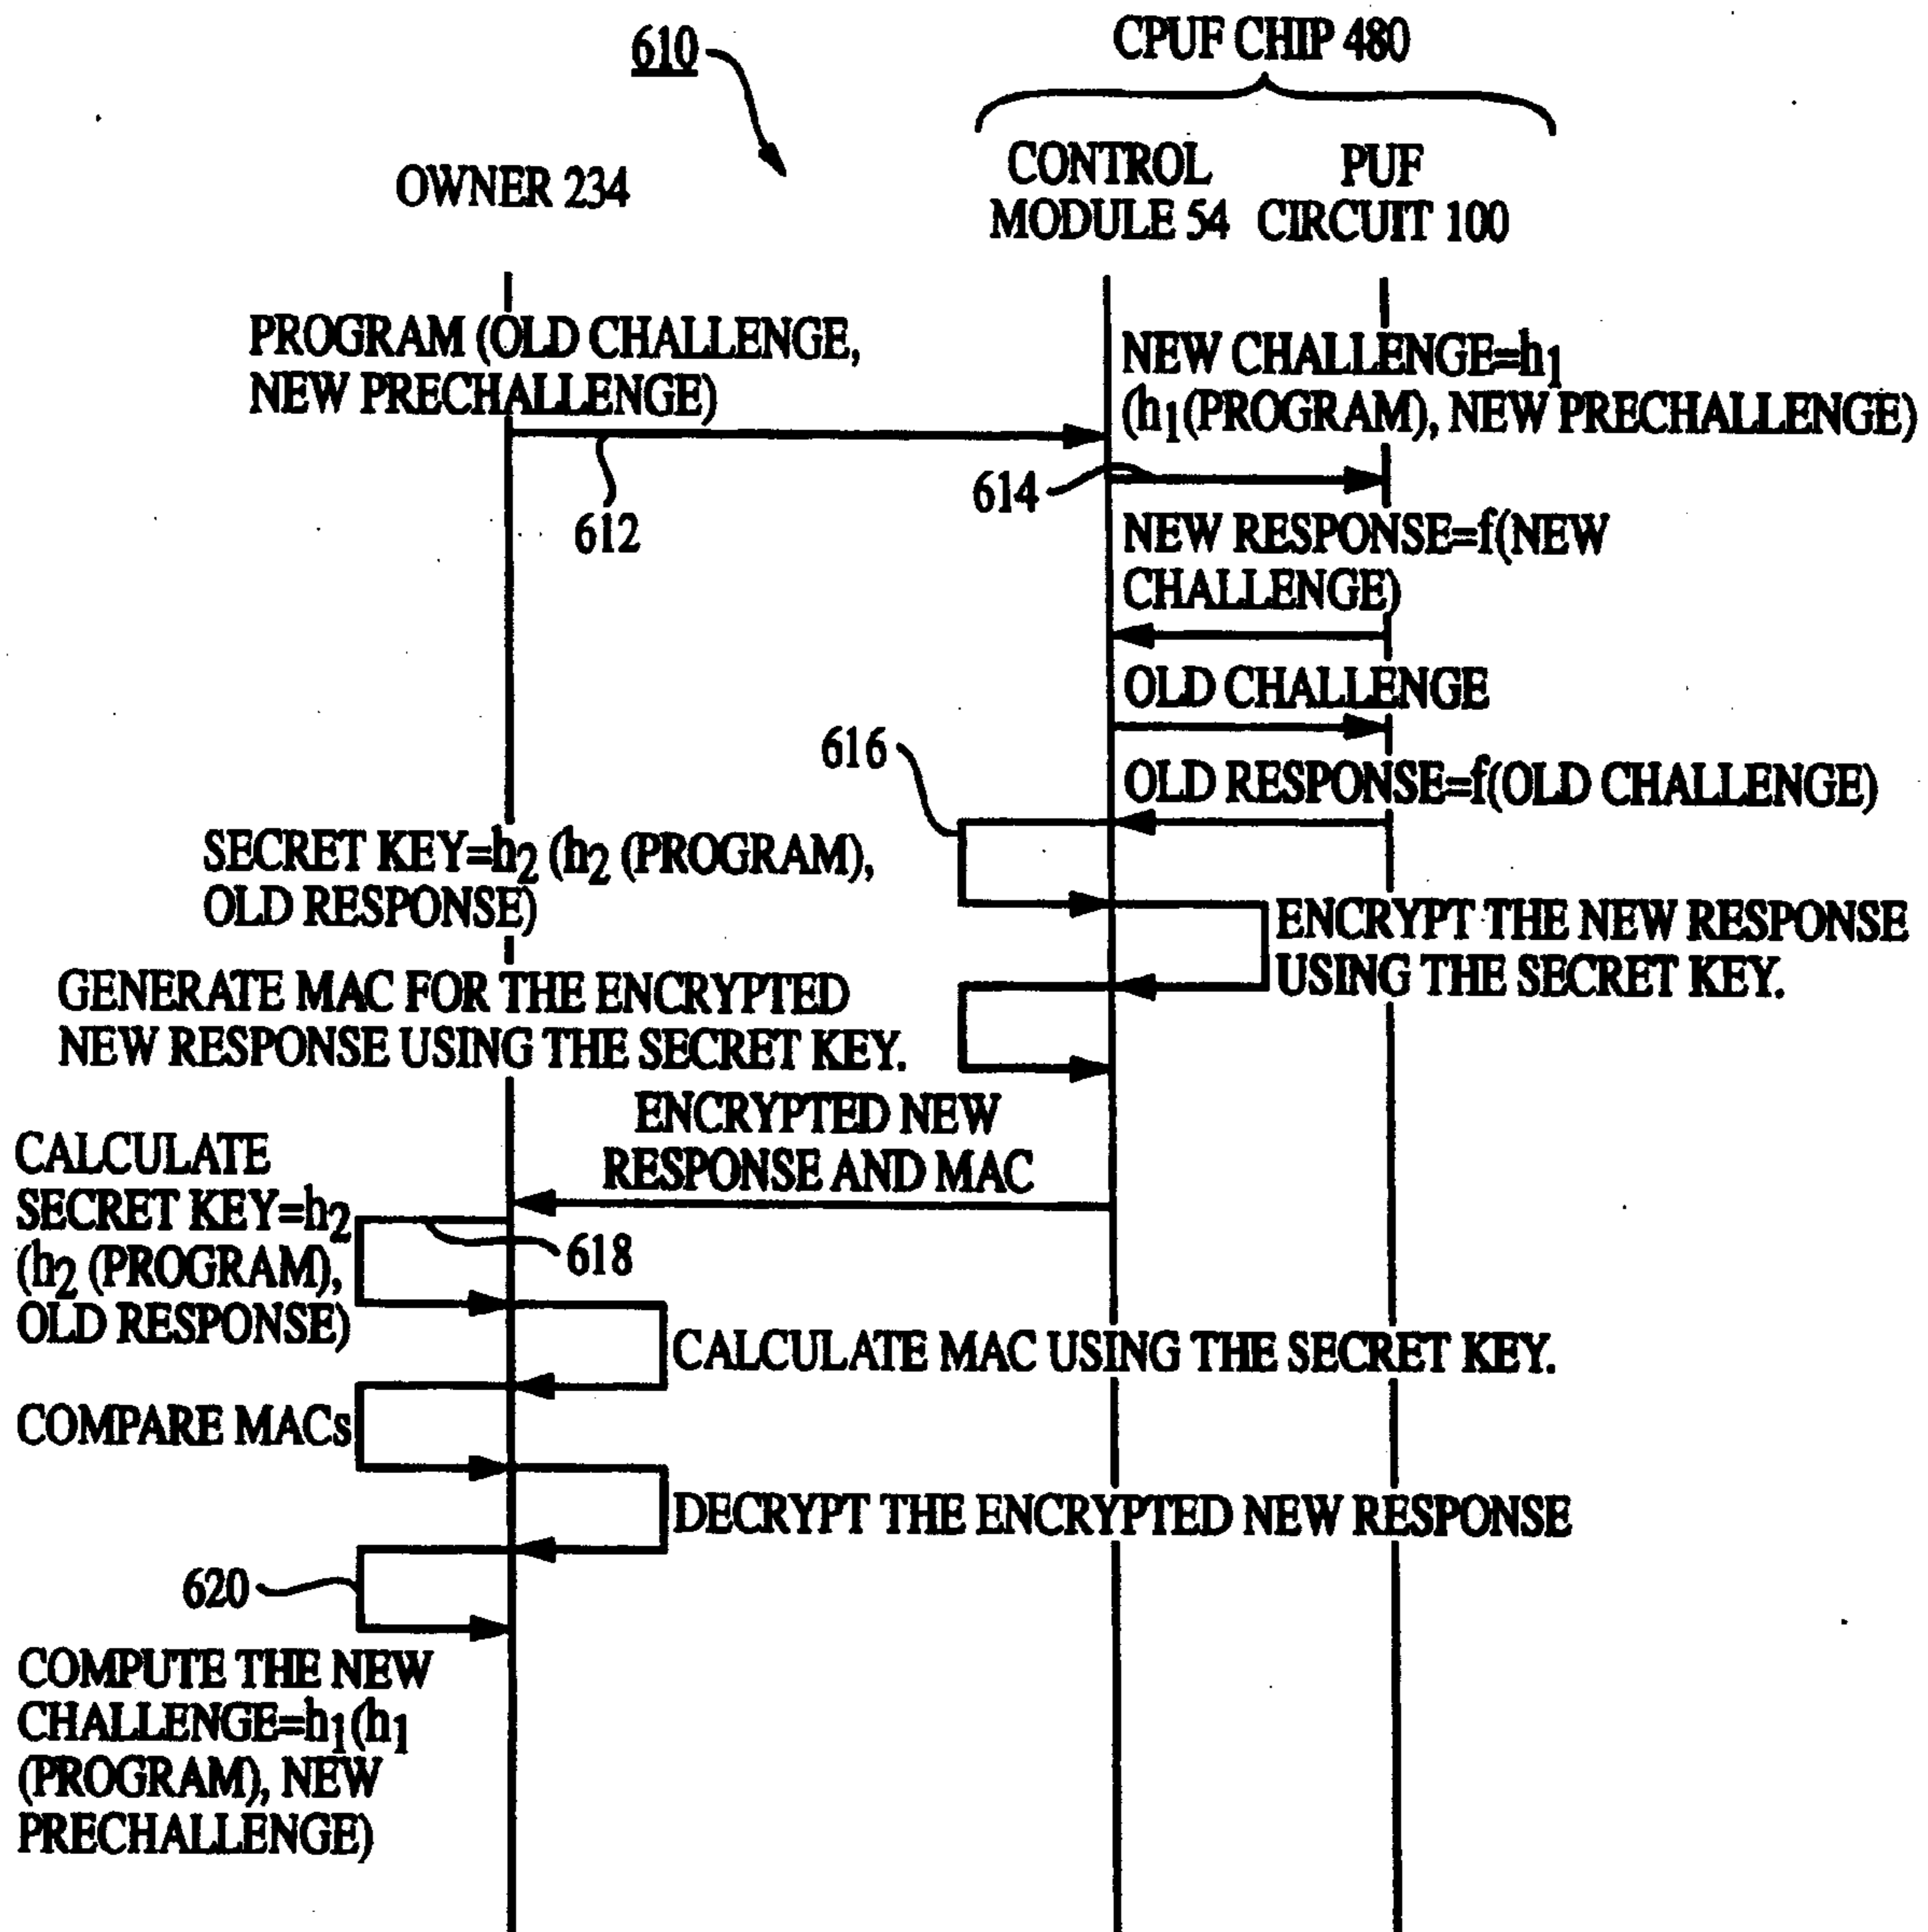 610
CPUF CHIP 480
OWNER 234
CONTROL
MODULE 54
PUF
CIRCUIT 100
PROGRAM (OLD CHALLENGE,
NEW PRECHALLENGE)
NEW CHALLENGE=h1
(h1(PROGRAM), NEW PRECHALLENGE)
612
614
NEW RESPONSE=f(NEW
CHALLENGE)
OLD CHALLENGE
616
OLD RESPONSE=f(OLD CHALLENGE)
SECRET KEY=h2 (h2 (PROGRAM),
OLD RESPONSE)
ENCRYPT THE NEW RESPONSE
USING THE SECRET KEY.
GENERATE MAC FOR THE ENCRYPTED
NEW RESPONSE USING THE SECRET KEY.
ENCRYPTED NEW
RESPONSE AND MAC
CALCULATE
SECRET KEY=h2
(h2 (PROGRAM),
OLD RESPONSE)
618
CALCULATE MAC USING THE SECRET KEY.
COMPARE MACs
DECRYPT THE ENCRYPTED NEW RESPONSE
620
COMPUTE THE NEW
CHALLENGE=h1(h1
(PROGRAM), NEW
PRECHALLENGE)